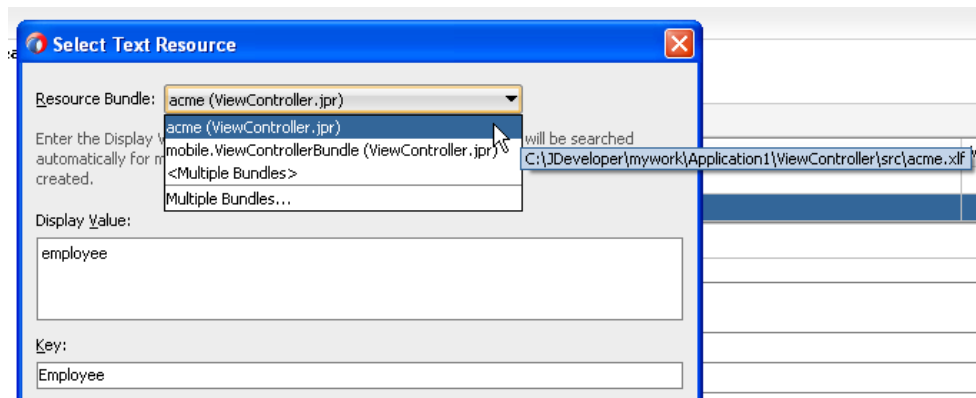 Select Text Resource
Resource Bundle: acme (ViewController.jpr)
acme (ViewController.jpr)
Enter the Display will be searched
mobile.ViewControllerBundle (ViewController.jpr)
automatically for
C:\JDeveloper\mywork\Application1\ViewController\src\acme.xlf
<Multiple Bundles>
created.
Multiple Bundles...
Display Value:
employee
Key:
Employee